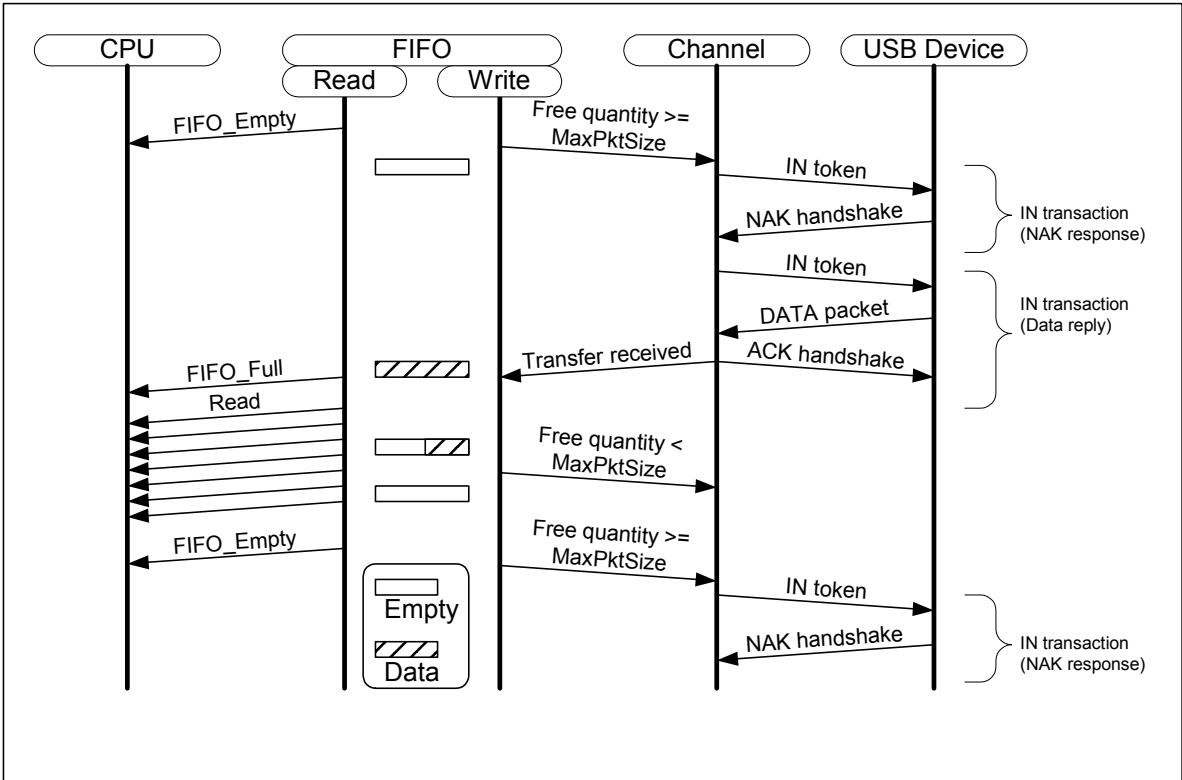 CPU
FIFO
Channel
USB Device
Read
Write
FIFO_Empty
Free quantity >=
MaxPktSize
IN token
NAK handshake
IN transaction
(NAK response)
IN token
DATA packet
IN transaction
(Data reply)
Transfer received
ACK handshake
FIFO_Full
Read
Free quantity <
MaxPktSize
Free quantity >=
MaxPktSize
FIFO_Empty
IN token
Empty
NAK handshake
IN transaction
(NAK response)
Data